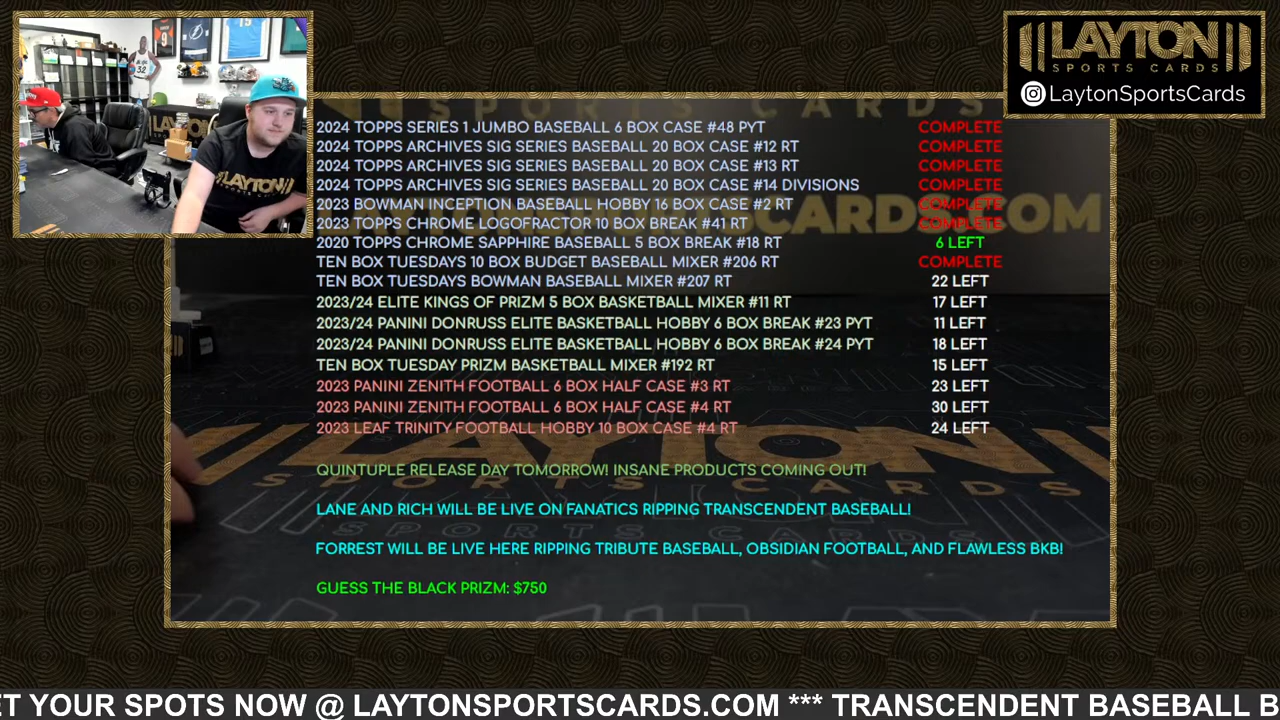 LAYTON
SPORTS CARDS
LaytonSportsCards
SPORTS CARDS
2024 TOPPS SERIES 1 JUMBO BASEBALL 6 BOX CASE #48 PYT COMPLETE
2024 TOPPS ARCHIVES SIG SERIES BASEBALL 20 BOX CASE #12 RT COMPLETE
2024 TOPPS ARCHIVES SIG SERIES BASEBALL 20 BOX CASE #13 RT COMPLETE
2024 TOPPS ARCHIVES SIG SERIES BASEBALL 20 BOX CASE #14 DIVISIONS COMPLETE
2023 BOWMAN INCEPTION BASEBALL HOBBY 16 BOX CASE #2 RT COMPLETE
2023 TOPPS CHROME LOGOFRACTOR 10 BOX BREAK #41 RT COMPLETE
2020 TOPPS CHROME SAPPHIRE BASEBALL 5 BOX BREAK #18 RT 6 LEFT
TEN BOX TUESDAYS 10 BOX BUDGET BASEBALL MIXER #206 RT COMPLETE
TEN BOX TUESDAYS BOWMAN BASEBALL MIXER #207 RT 22 LEFT
2023/24 ELITE KINGS OF PRIZM 5 BOX BASKETBALL MIXER #11 RT 17 LEFT
2023/24 PANINI DONRUSS ELITE BASKETBALL HOBBY 6 BOX BREAK #23 PYT 11 LEFT
2023/24 PANINI DONRUSS ELITE BASKETBALL HOBBY 6 BOX BREAK #24 PYT 18 LEFT
TEN BOX TUESDAY PRIZM BASKETBALL MIXER #192 RT 15 LEFT
2023 PANINI ZENITH FOOTBALL 6 BOX HALF CASE #3 RT 23 LEFT
2023 PANINI ZENITH FOOTBALL 6 BOX HALF CASE #4 RT 30 LEFT
2023 LEAF TRINITY FOOTBALL HOBBY 10 BOX CASE #4 RT 24 LEFT
QUINTUPLE RELEASE DAY TOMORROW! INSANE PRODUCTS COMING OUT!
LANE AND RICH WILL BE LIVE ON FANATICS RIPPING TRANSCENDENT BASEBALL!
FORREST WILL BE LIVE HERE RIPPING TRIBUTE BASEBALL, OBSIDIAN FOOTBALL, AND FLAWLESS BKB!
GUESS THE BLACK PRIZM: $750
LAYTON
SPORTS CARDS
ET YOUR SPOTS NOW @ LAYTONSPORTSCARDS.COM *** TRANSCENDENT BASEBALL B